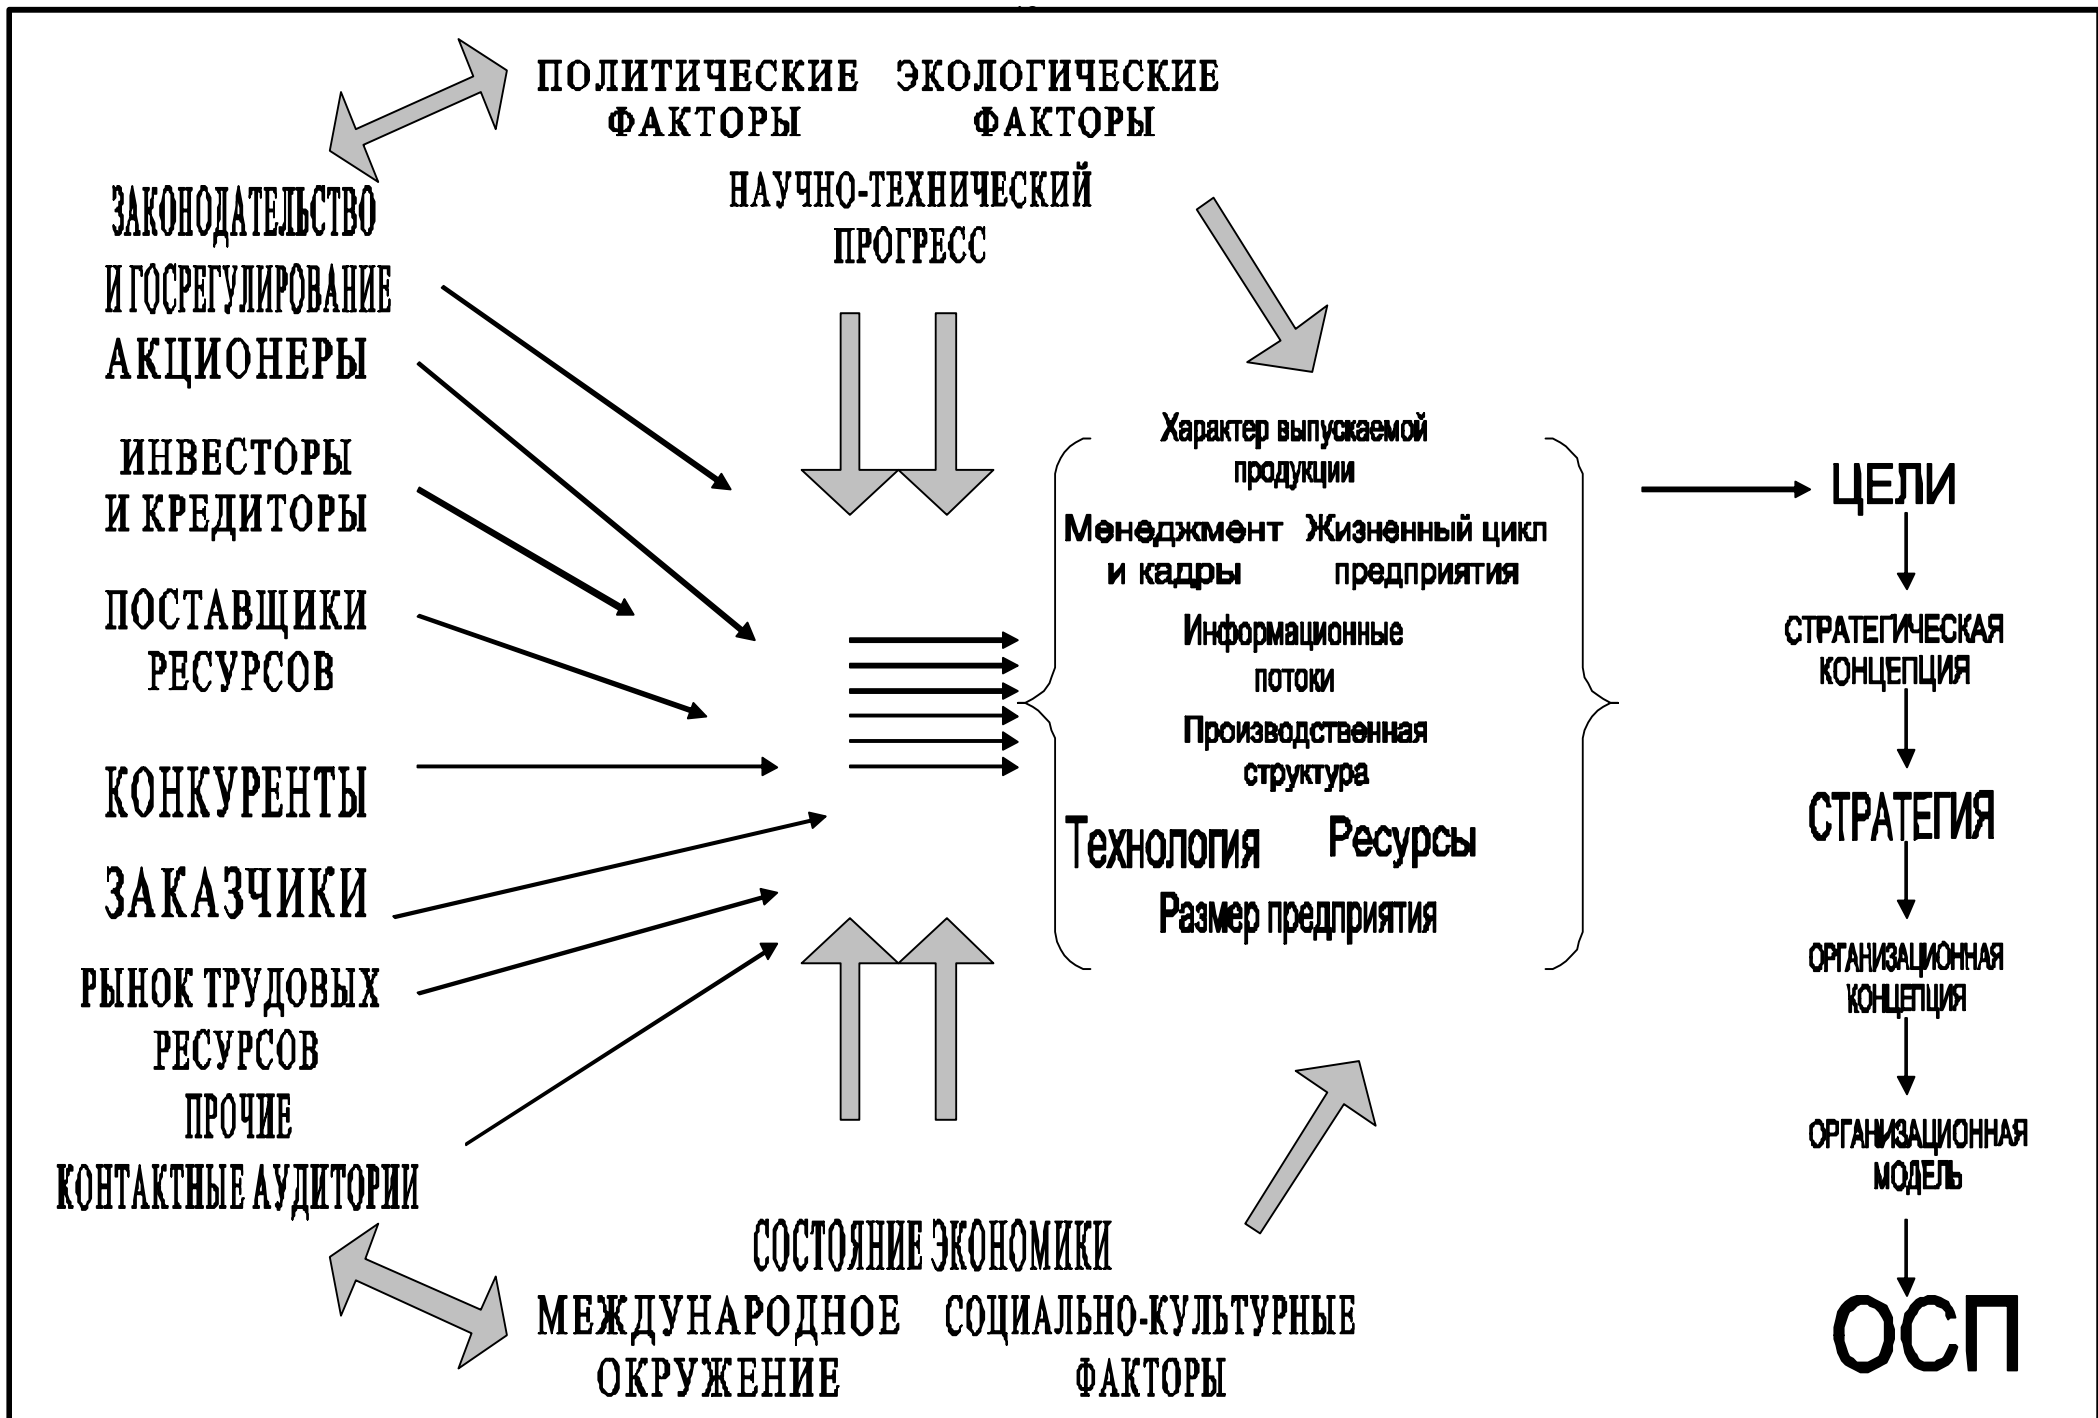 ПОЛИТИЧЕСКИЕ ЭКОЛОГИЧЕСКИЕ
ФАКТОРЫ ФАКТОРЫ
НАУЧНО-ТЕХНИЧЕСКИЙ
ПРОГРЕСС
ЗАКОНОДАТЕЛЬСТВО
И ГОСРЕГУЛИРОВАНИЕ
АКЦИОНЕРЫ
ИНВЕСТОРЫ
И КРЕДИТОРЫ
ПОСТАВЩИКИ
РЕСУРСОВ
КОНКУРЕНТЫ
ЗАКАЗЧИКИ
РЫНОК ТРУДОВЫХ
РЕСУРСОВ
ПРОЧИЕ
КОНТАКТНЫЕ АУДИТОРИИ
Характер выпускаемой
продукции
Менеджмент
и кадры
Жизненный цикл
предприятия
Информационные
потоки
Производственная
структура
Технология
Ресурсы
Размер предприятия
ЦЕЛИ
СТРАТЕГИЧЕСКАЯ
КОНЦЕПЦИЯ
СТРАТЕГИЯ
ОРГАНИЗАЦИОННАЯ
КОНЦЕПЦИЯ
ОРГАНИЗАЦИОННАЯ
МОДЕЛЬ
ОСП
СОСТОЯНИЕ ЭКОНОМИКИ
МЕЖДУНАРОДНОЕ
ОКРУЖЕНИЕ
СОЦИАЛЬНО-КУЛЬТУРНЫЕ
ФАКТОРЫ